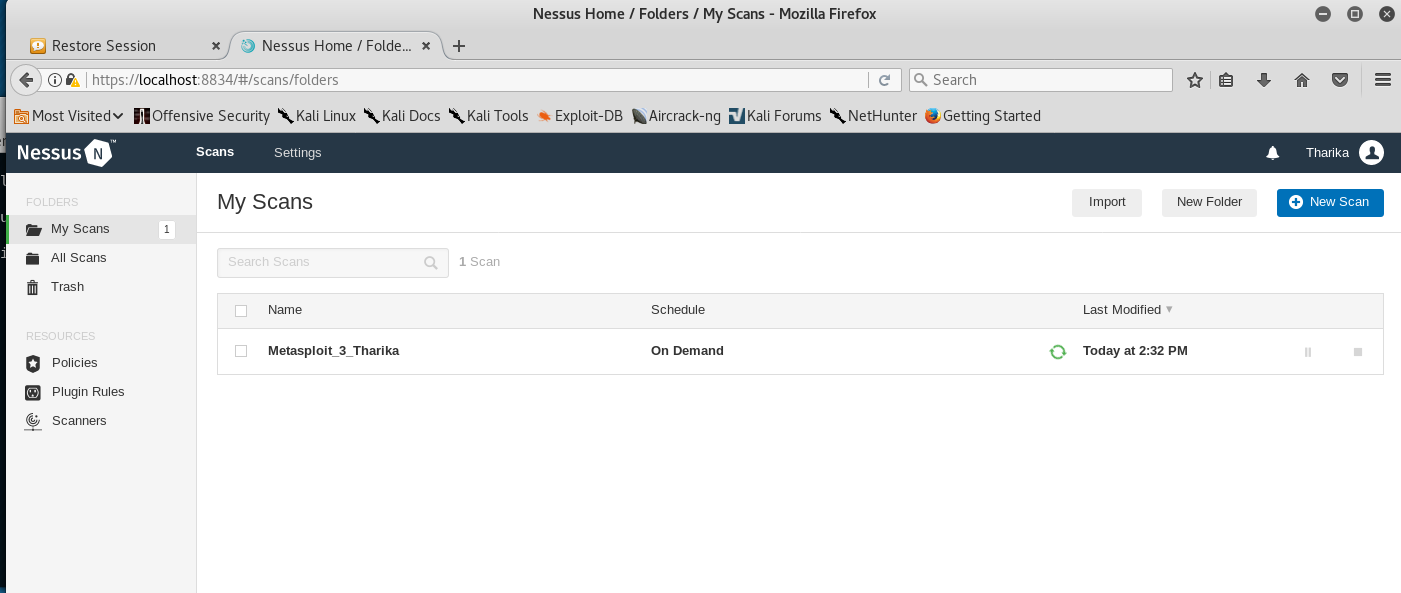 Nessus Home / Folders / My Scans - Mozilla Firefox
Restore Session Nessus Home / Folde...
https://localhost:8834/#/scans/folders Search
Most Visited Offensive Security Kali Linux Kali Docs Kali Tools Exploit-DB Aircrack-ng Kali Forums NetHunter Getting Started
Nessus N ™ Scans Settings Tharika
FOLDERS
My Scans 1
All Scans
Trash
RESOURCES
Policies
Plugin Rules
Scanners
My Scans Import New Folder New Scan
Search Scans 1 Scan
Name Schedule Last Modified
Metasploit_3_Tharika On Demand Today at 2:32 PM